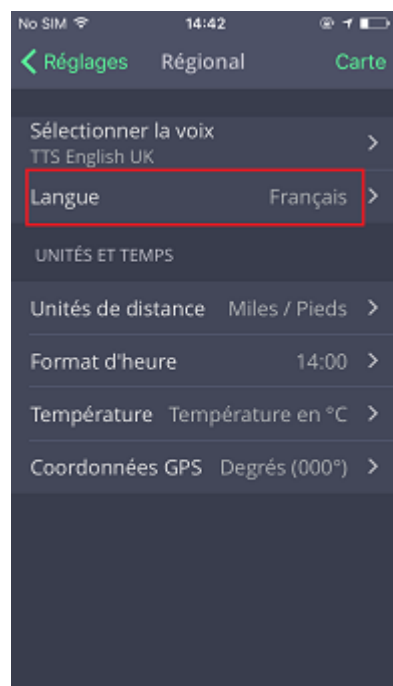 No SIM 14:42
Réglages Régional Carte
Sélectionner la voix
TTS English UK
Langue Français
UNITÉS ET TEMPS
Unités de distance Miles / Pieds
Format d'heure 14:00
Température Température en °C
Coordonnées GPS Degrés (000°)